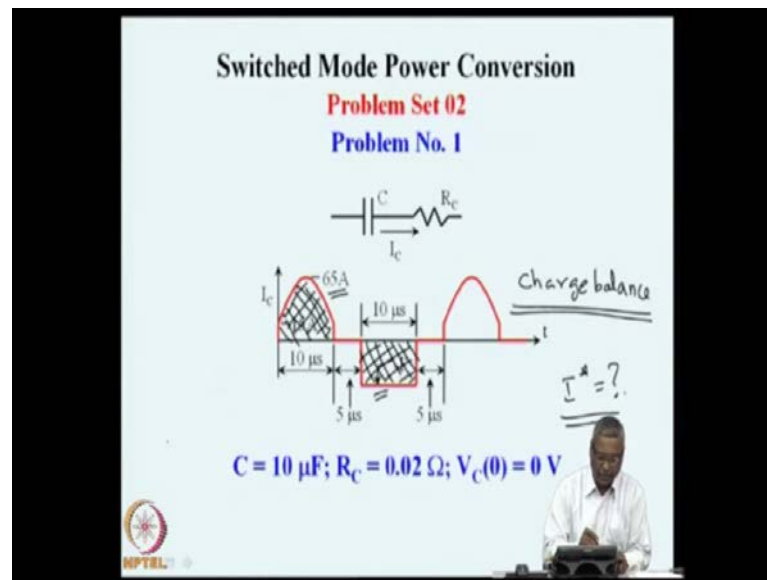 Switched Mode Power Conversion
Problem Set 02
Problem No. 1
C
R_C
I_c
I_c
65A
10 μs
Charge balance
t
10 μs
I* = ?
5 μs
5 μs
C = 10 μF; R_C = 0.02 Ω; V_C(0) = 0 V
NPTEL